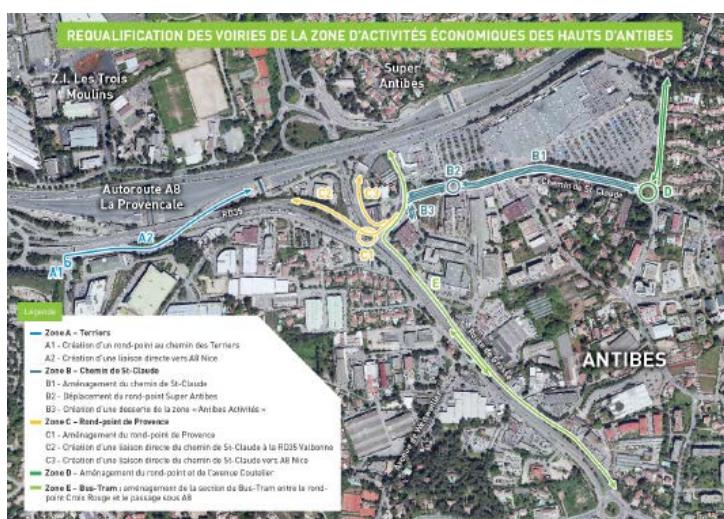 REQUALIFICATION DES VOIRIES DE LA ZONE D'ACTIVITÉS ÉCONOMIQUES DES HAUTS D'ANTIBES
Z.I. Les Trois
Moulins
Super
Antibes
Autoroute A8
La Provençale
RD35
C2
C3
B2
B1
Chemin de St-Claude
D
B3
A2
A1
C1
E
ANTIBES
Légende
Zone A – Terriers
A1 - Création d'un rond-point au chemin des Terriers
A2 - Création d'une liaison directe vers A8 Nice
Zone B – Chemin de St-Claude
B1 - Aménagement du chemin de St-Claude
B2 - Déplacement du rond-point Super Antibes
B3 - Création d'une desserte de la zone « Antibes Activités »
Zone C – Rond-point de Provence
C1 - Aménagement du rond-point de Provence
C2 - Création d'une liaison directe du chemin de St-Claude à la RD35 Valbonne
C3 - Création d'une liaison directe du chemin de St-Claude vers A8 Nice
Zone D – Aménagement du rond-point et de l'avenue Coutelier
Zone E – Bus-Tram : aménagement de la section du Bus-Tram entre le rond-
point Croix Rouge et le passage sous A8